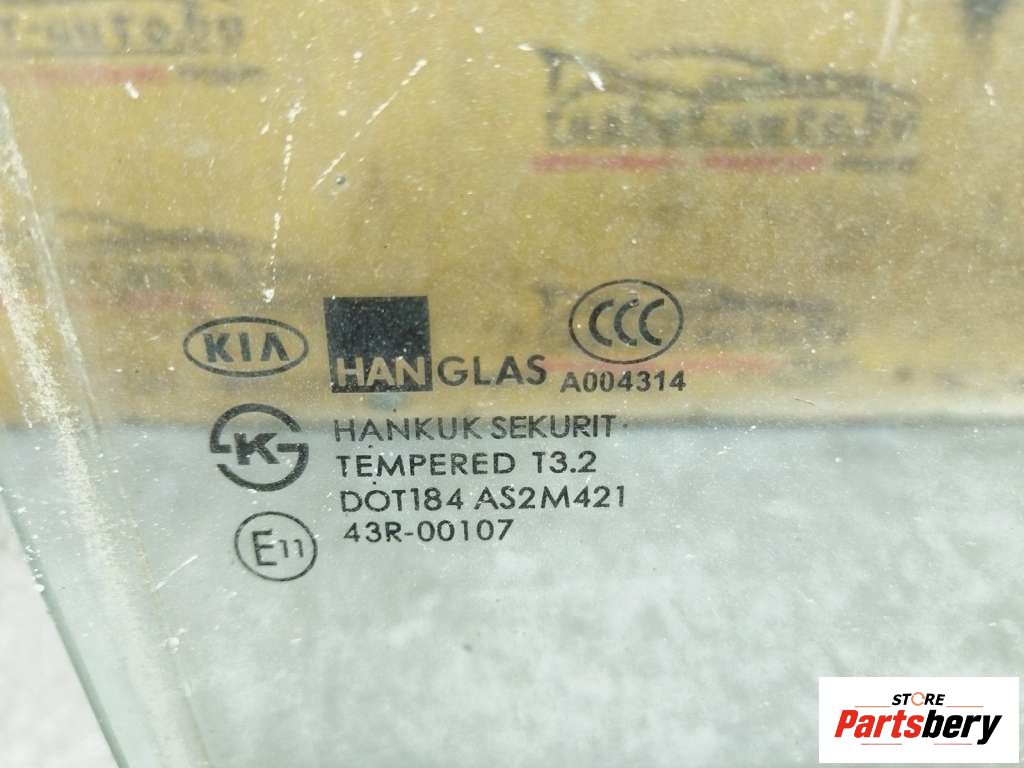 KIA
HANGLAS
CCC
A004314
K
HANKUK SEKURIT
TEMPERED T3.2
DOT184 AS2M421
E11
43R-00107
STORE
Partsbery